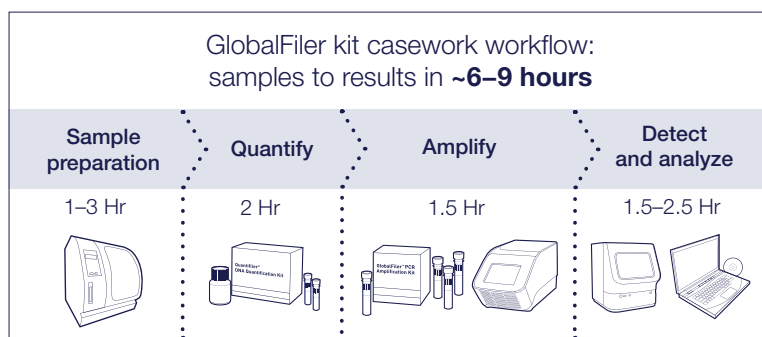 GlobalFiler kit casework workflow:
samples to results in ~6–9 hours
Sample
preparation
Quantify
Amplify
Detect
and analyze
1–3 Hr
2 Hr
1.5 Hr
1.5–2.5 Hr
Quantifiler®
DNA Quantification Kit
GlobalFiler™ PCR
Amplification Kit